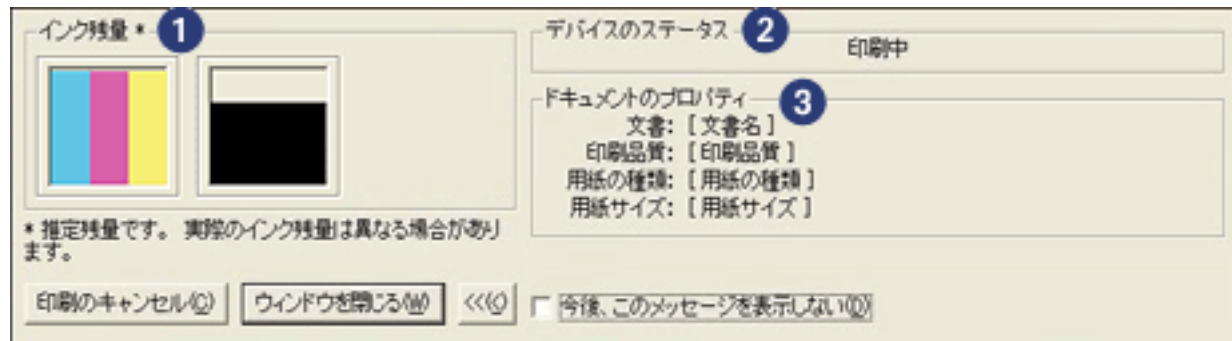 インク残量 * 1
* 推定残量です。 実際のインク残量は異なる場合があり
ます。
デバイスのステータス 2
印刷中
ドキュメントのプロパティ 3
文書: [ 文書名 ]
印刷品質: [ 印刷品質 ]
用紙の種類: [ 用紙の種類 ]
用紙サイズ: [ 用紙サイズ ]
印刷のキャンセル(C)
ウィンドウを閉じる(W)
<<(<)
今後、このメッセージを表示しない(D)